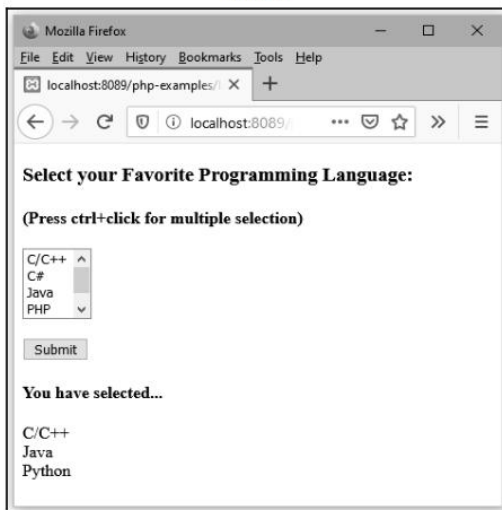 Mozilla Firefox
File Edit View History Bookmarks Tools Help
localhost:8089/php-examples/
localhost:8089/
Select your Favorite Programming Language:
(Press ctrl+click for multiple selection)
C/C++
C#
Java
PHP
Submit
You have selected...
C/C++
Java
Python